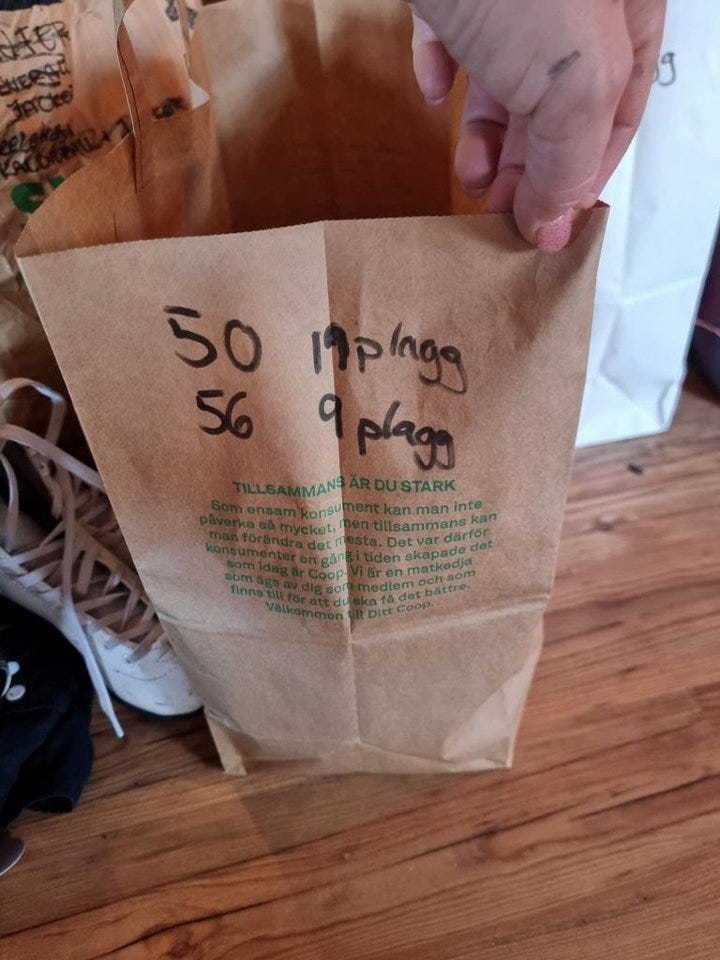 50 19 plagg
56 9 plagg
TILLSAMMANS ÄR DU STARK
Som ensam konsument kan man inte
påverka så mycket, men tillsammans kan
man förändra det mesta. Det var därför
konsumenter en gång i tiden skapade det
som idag är Coop. Vi är en matkedja
som ägs av dig som medlem och som
finns till för att du ska få det bättre.
Välkommen till Ditt Coop.